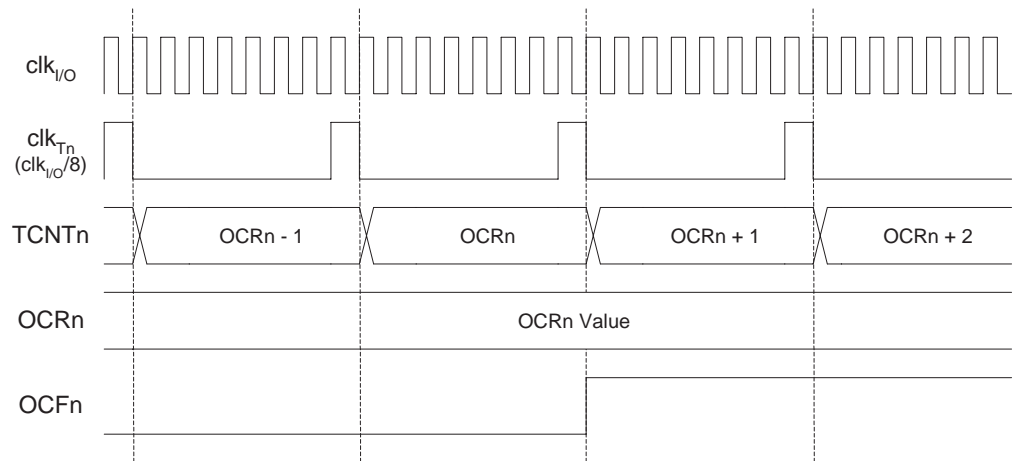 clkI/O
clkTn
(clkI/O/8)
TCNTn
OCRn - 1
OCRn
OCRn + 1
OCRn + 2
OCRn
OCRn Value
OCFn